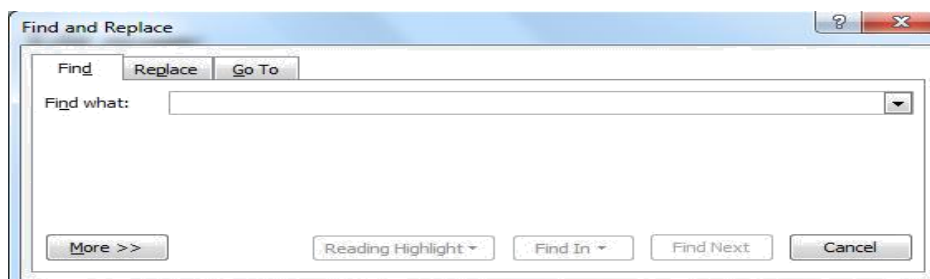 Find and Replace
Find Replace Go To
Find what:
More >> Reading Highlight Find In Find Next Cancel